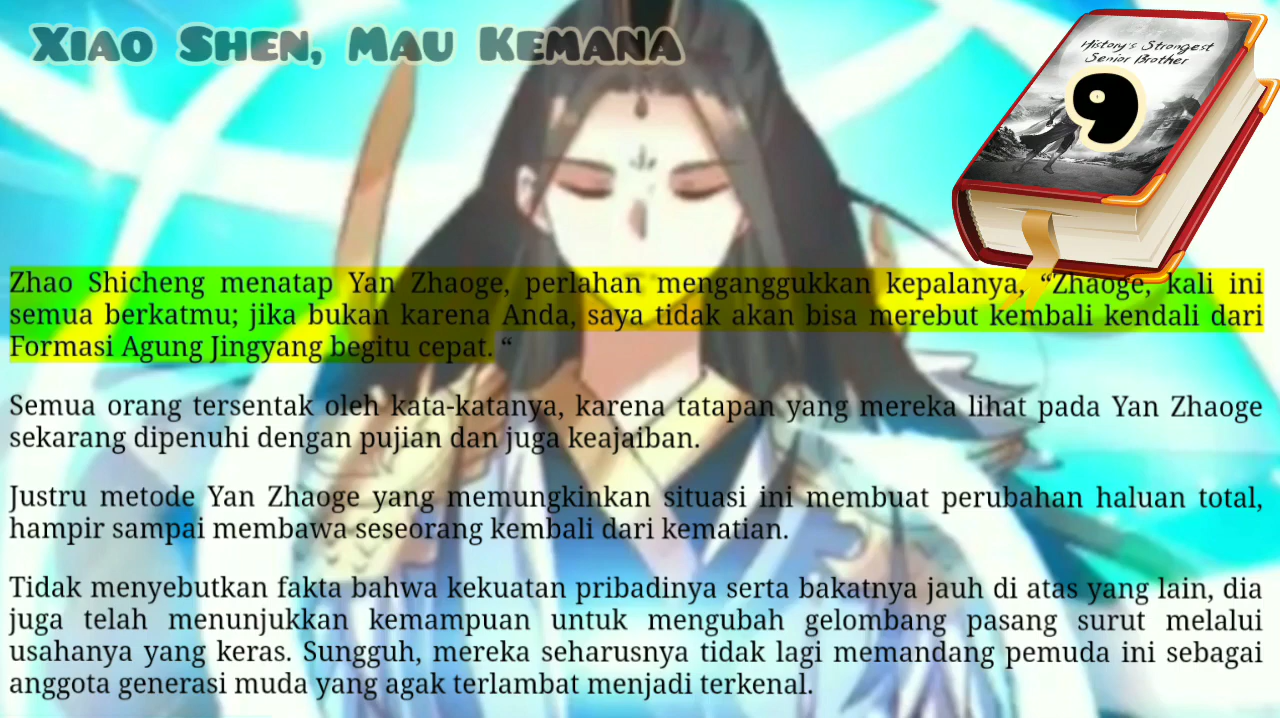 Xiao Shen, Mau Kemana
History's Strongest
Senior Brother
9
Zhao Shicheng menatap Yan Zhaoge, perlahan menganggukkan kepalanya, “Zhaoge, kali ini
semua berkatmu; jika bukan karena Anda, saya tidak akan bisa merebut kembali kendali dari
Formasi Agung Jingyang begitu cepat. “
Semua orang tersentak oleh kata-katanya, karena tatapan yang mereka lihat pada Yan Zhaoge
sekarang dipenuhi dengan pujian dan juga keajaiban.
Justru metode Yan Zhaoge yang memungkinkan situasi ini membuat perubahan haluan total,
hampir sampai membawa seseorang kembali dari kematian.
Tidak menyebutkan fakta bahwa kekuatan pribadinya serta bakatnya jauh di atas yang lain, dia
juga telah menunjukkan kemampuan untuk mengubah gelombang pasang surut melalui
usahanya yang keras. Sungguh, mereka seharusnya tidak lagi memandang pemuda ini sebagai
anggota generasi muda yang agak terlambat menjadi terkenal.